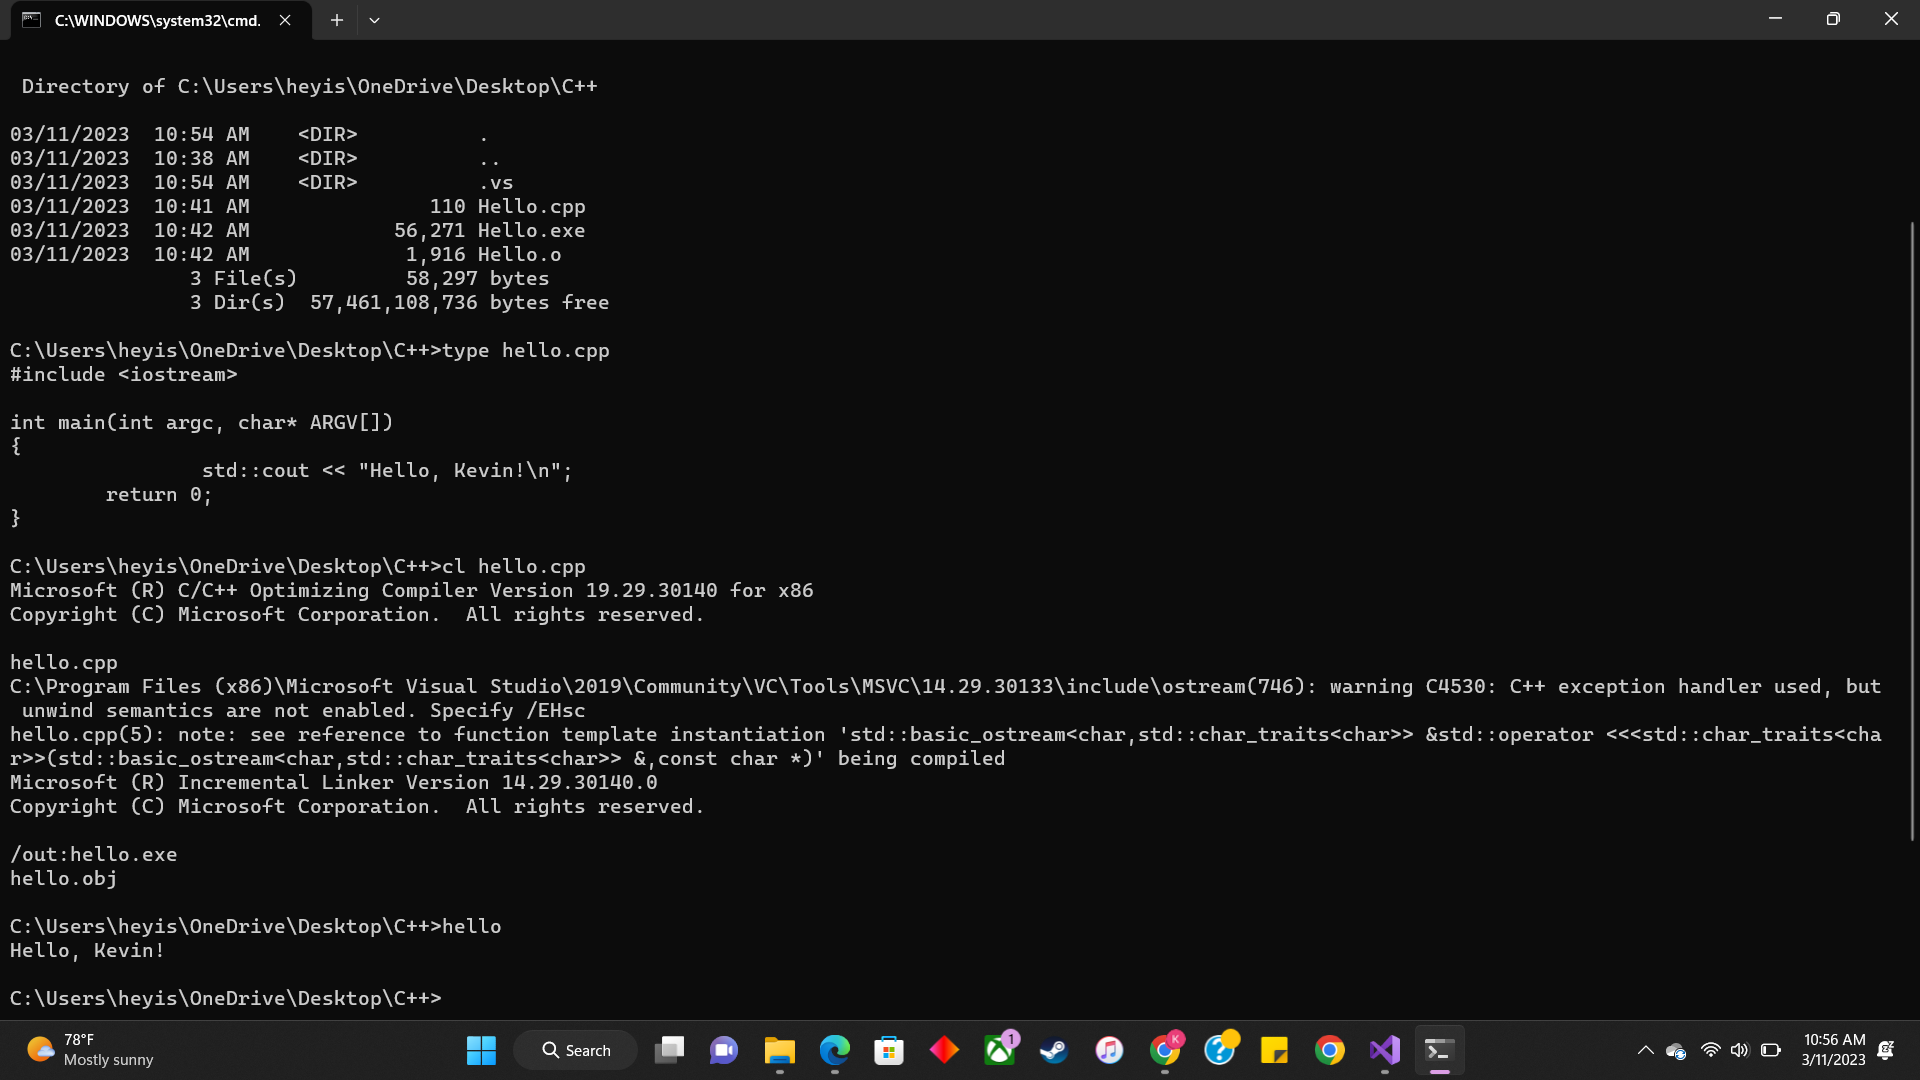 C:\WINDOWS\system32\cmd.
Directory of C:\Users\heyis\OneDrive\Desktop\C++
03/11/2023  10:54 AM    <DIR>          .
03/11/2023  10:38 AM    <DIR>          ..
03/11/2023  10:54 AM    <DIR>          .vs
03/11/2023  10:41 AM               110 Hello.cpp
03/11/2023  10:42 AM            56,271 Hello.exe
03/11/2023  10:42 AM             1,916 Hello.o
3 File(s)         58,297 bytes
3 Dir(s)  57,461,108,736 bytes free
C:\Users\heyis\OneDrive\Desktop\C++>type hello.cpp
#include <iostream>
int main(int argc, char* ARGV[])
{
std::cout << "Hello, Kevin!\n";
return 0;
}
C:\Users\heyis\OneDrive\Desktop\C++>cl hello.cpp
Microsoft (R) C/C++ Optimizing Compiler Version 19.29.30140 for x86
Copyright (C) Microsoft Corporation.  All rights reserved.
hello.cpp
C:\Program Files (x86)\Microsoft Visual Studio\2019\Community\VC\Tools\MSVC\14.29.30133\include\ostream(746): warning C4530: C++ exception handler used, but
unwind semantics are not enabled. Specify /EHsc
hello.cpp(5): note: see reference to function template instantiation 'std::basic_ostream<char,std::char_traits<char>> &std::operator <<<std::char_traits<cha
r>>(std::basic_ostream<char,std::char_traits<char>> &,const char *)' being compiled
Microsoft (R) Incremental Linker Version 14.29.30140.0
Copyright (C) Microsoft Corporation.  All rights reserved.
/out:hello.exe
hello.obj
C:\Users\heyis\OneDrive\Desktop\C++>hello
Hello, Kevin!
C:\Users\heyis\OneDrive\Desktop\C++>
78°F
Mostly sunny
Search
1
K
10:56 AM
3/11/2023